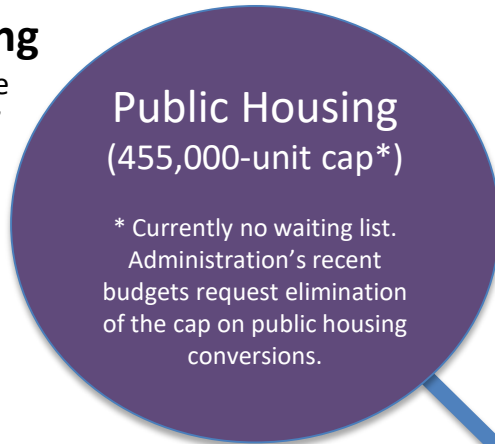 ng
e
Public Housing
(455,000-unit cap*)
* Currently no waiting list.
Administration's recent
budgets request elimination
of the cap on public housing
conversions.